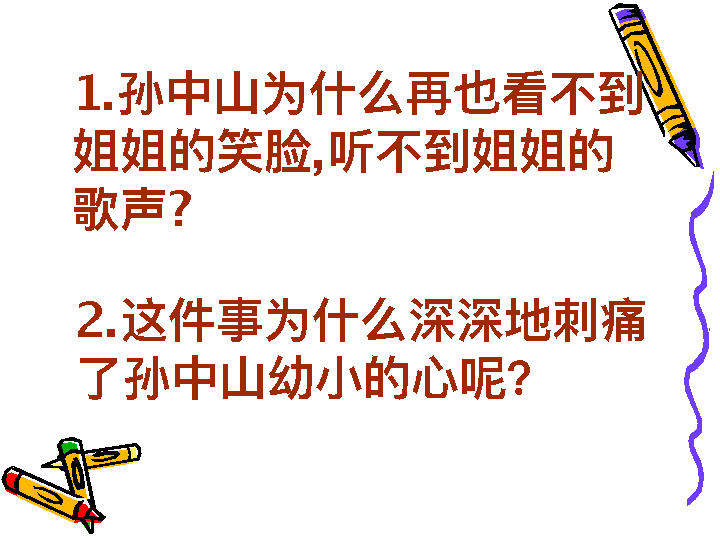 1.孙中山为什么再也看不到
姐姐的笑脸,听不到姐姐的
歌声?
2.这件事为什么深深地刺痛
了孙中山幼小的心呢?